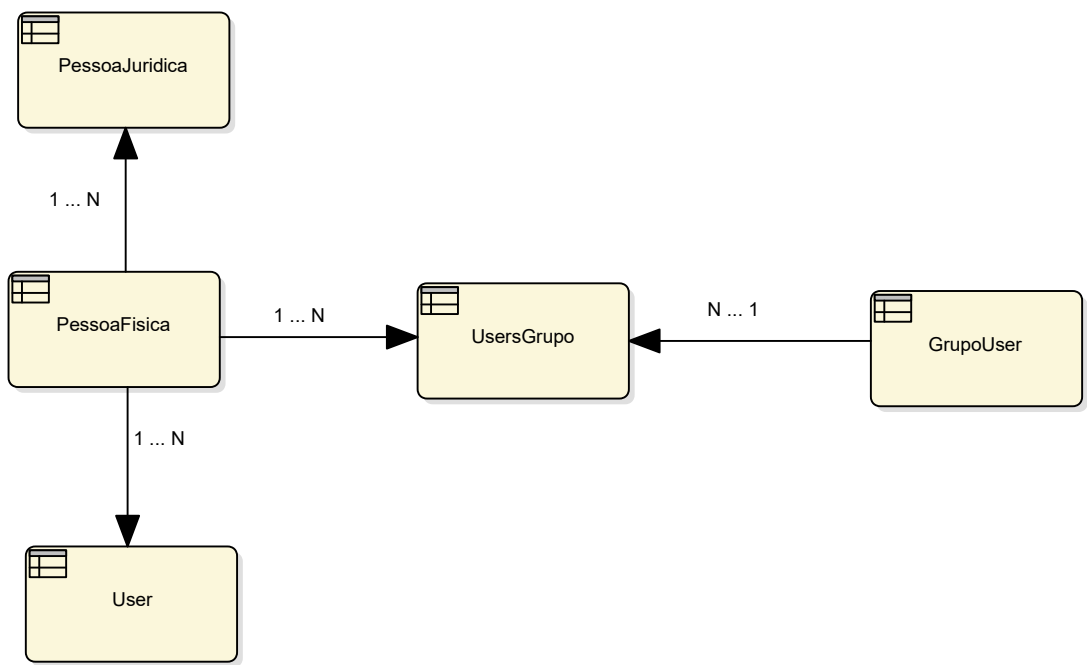 PessoaJuridica
1 ... N
PessoaFisica
1 ... N
UsersGrupo
N ... 1
GrupoUser
1 ... N
User